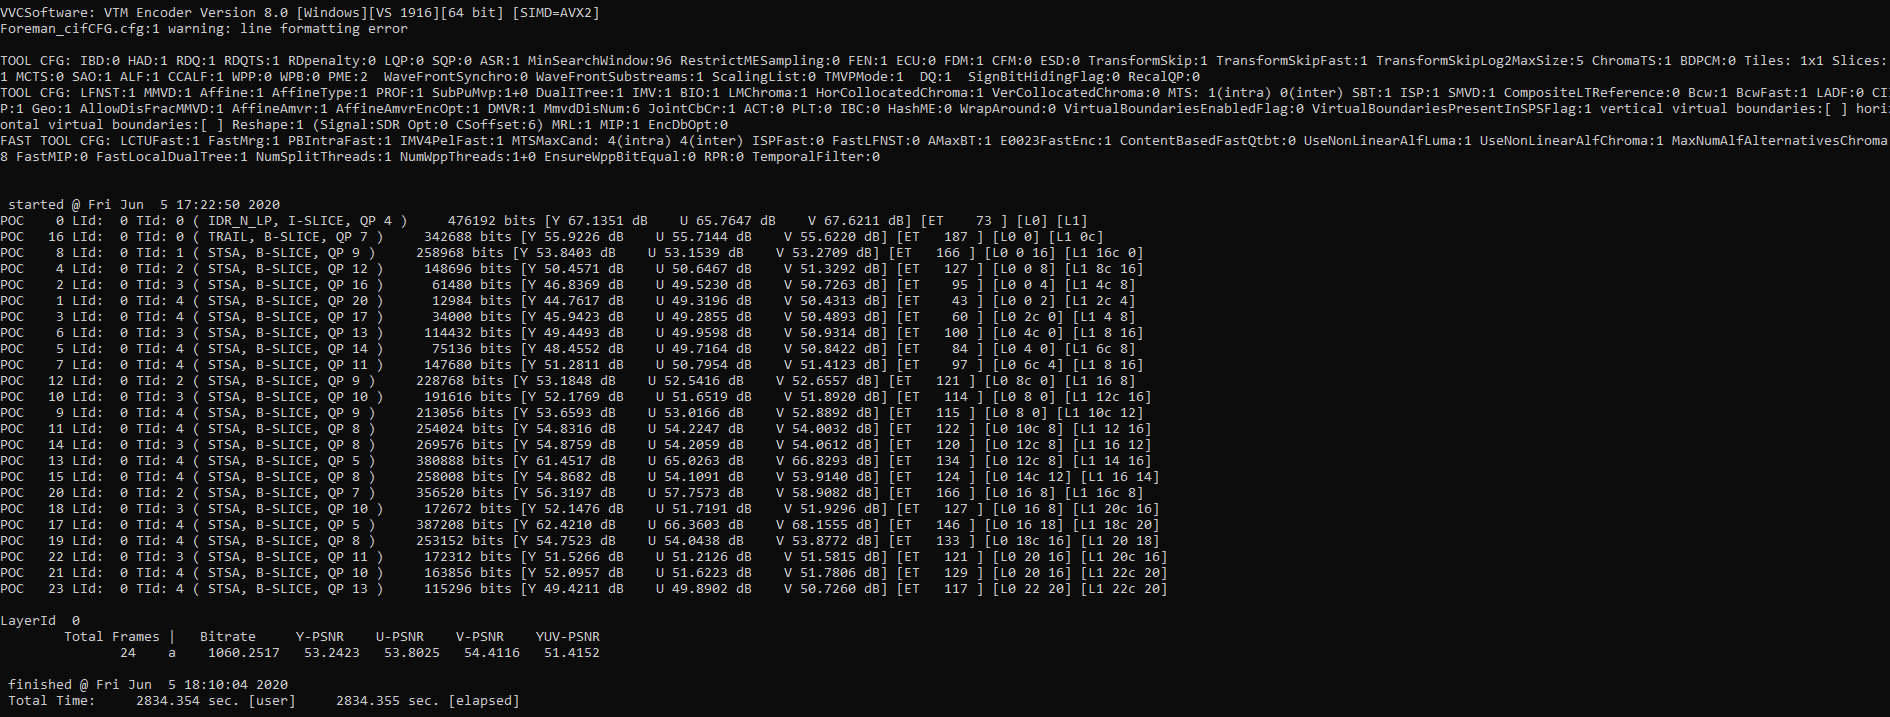 VVCSoftware: VTM Encoder Version 8.0 [Windows][VS 1916][64 bit] [SIMD=AVX2]
Foreman_cifCFG.cfg:1 warning: line formatting error
TOOL CFG: IBD:0 HAD:1 RDQ:1 RDQTS:1 RDpenalty:0 LQP:0 SQP:0 ASR:1 MinSearchWindow:96 RestrictMESampling:0 FEN:1 ECU:0 FDM:1 CFM:0 ESD:0 TransformSkip:1 TransformSkipFast:1 TransformSkipLog2MaxSize:5 ChromaTS:1 BDPCM:0 Tiles: 1x1 Slices:
1 MCTS:0 SAO:1 ALF:1 CCALF:1 WPP:0 WPB:0 PME:2  WaveFrontSynchro:0 WaveFrontSubstreams:1 ScalingList:0 TMVPMode:1  DQ:1  SignBitHidingFlag:0 RecalQP:0
TOOL CFG: LFNST:1 MMVD:1 Affine:1 AffineType:1 PROF:1 SubPuMvp:1+0 DualITree:1 IMV:1 BIO:1 LMChroma:1 HorCollocatedChroma:1 VerCollocatedChroma:0 MTS: 1(intra) 0(inter) SBT:1 ISP:1 SMVD:1 CompositeLTReference:0 Bcw:1 BcwFast:1 LADF:0 CI
P:1 Geo:1 AllowDisFracMMVD:1 AffineAmvr:1 AffineAmvrEncOpt:1 DMVR:1 MmvdDisNum:6 JointCbCr:1 ACT:0 PLT:0 IBC:0 HashME:0 WrapAround:0 VirtualBoundariesEnabledFlag:0 VirtualBoundariesPresentInSPSFlag:1 vertical virtual boundaries:[ ] hori
ontal virtual boundaries:[ ] Reshape:1 (Signal:SDR Opt:0 CSoffset:6) MRL:1 MIP:1 EncDbOpt:0
FAST TOOL CFG: LCTUFast:1 FastMrg:1 PBIntraFast:1 IMV4PelFast:1 MTSMaxCand: 4(intra) 4(inter) ISPFast:0 FastLFNST:0 AMaxBT:1 E0023FastEnc:1 ContentBasedFastQtbt:0 UseNonLinearAlfLuma:1 UseNonLinearAlfChroma:1 MaxNumAlfAlternativesChroma
8 FastMIP:0 FastLocalDualTree:1 NumSplitThreads:1 NumWppThreads:1+0 EnsureWppBitEqual:0 RPR:0 TemporalFilter:0
started @ Fri Jun  5 17:22:50 2020
POC    0 LId:  0 TId: 0 ( IDR_N_LP, I-SLICE, QP 4 )     476192 bits [Y 67.1351 dB    U 65.7647 dB    V 67.6211 dB] [ET    73 ] [L0] [L1]
POC   16 LId:  0 TId: 0 ( TRAIL, B-SLICE, QP 7 )     342688 bits [Y 55.9226 dB    U 55.7144 dB    V 55.6220 dB] [ET   187 ] [L0 0] [L1 0c]
POC    8 LId:  0 TId: 1 ( STSA, B-SLICE, QP 9 )     258968 bits [Y 53.8403 dB    U 53.1539 dB    V 53.2709 dB] [ET   166 ] [L0 0 16] [L1 16c 0]
POC    4 LId:  0 TId: 2 ( STSA, B-SLICE, QP 12 )    148696 bits [Y 50.4571 dB    U 50.6467 dB    V 51.3292 dB] [ET   127 ] [L0 0 8] [L1 8c 16]
POC    2 LId:  0 TId: 3 ( STSA, B-SLICE, QP 16 )     61480 bits [Y 46.8369 dB    U 49.5230 dB    V 50.7263 dB] [ET    95 ] [L0 0 4] [L1 4c 8]
POC    1 LId:  0 TId: 4 ( STSA, B-SLICE, QP 20 )     12984 bits [Y 44.7617 dB    U 49.3196 dB    V 50.4313 dB] [ET    43 ] [L0 0 2] [L1 2c 4]
POC    3 LId:  0 TId: 4 ( STSA, B-SLICE, QP 17 )     34000 bits [Y 45.9423 dB    U 49.2855 dB    V 50.4893 dB] [ET    60 ] [L0 2c 0] [L1 4 8]
POC    6 LId:  0 TId: 3 ( STSA, B-SLICE, QP 13 )    114432 bits [Y 49.4493 dB    U 49.9598 dB    V 50.9314 dB] [ET   100 ] [L0 4c 0] [L1 8 16]
POC    5 LId:  0 TId: 4 ( STSA, B-SLICE, QP 14 )     75136 bits [Y 48.4552 dB    U 49.7164 dB    V 50.8422 dB] [ET    84 ] [L0 4 0] [L1 6c 8]
POC    7 LId:  0 TId: 4 ( STSA, B-SLICE, QP 11 )    147680 bits [Y 51.2811 dB    U 50.7954 dB    V 51.4123 dB] [ET    97 ] [L0 6c 4] [L1 8 16]
POC   12 LId:  0 TId: 2 ( STSA, B-SLICE, QP 9 )     228768 bits [Y 53.1848 dB    U 52.5416 dB    V 52.6557 dB] [ET   121 ] [L0 8c 0] [L1 16 8]
POC   10 LId:  0 TId: 3 ( STSA, B-SLICE, QP 10 )    191616 bits [Y 52.1769 dB    U 51.6519 dB    V 51.8920 dB] [ET   114 ] [L0 8 0] [L1 12c 16]
POC    9 LId:  0 TId: 4 ( STSA, B-SLICE, QP 9 )     213056 bits [Y 53.6593 dB    U 53.0166 dB    V 52.8892 dB] [ET   115 ] [L0 8 0] [L1 10c 12]
POC   11 LId:  0 TId: 4 ( STSA, B-SLICE, QP 8 )     254024 bits [Y 54.8316 dB    U 54.2247 dB    V 54.0032 dB] [ET   122 ] [L0 10c 8] [L1 12 16]
POC   14 LId:  0 TId: 3 ( STSA, B-SLICE, QP 8 )     269576 bits [Y 54.8759 dB    U 54.2059 dB    V 54.0612 dB] [ET   120 ] [L0 12c 8] [L1 16 12]
POC   13 LId:  0 TId: 4 ( STSA, B-SLICE, QP 5 )     380888 bits [Y 61.4517 dB    U 65.0263 dB    V 66.8293 dB] [ET   134 ] [L0 12c 8] [L1 14 16]
POC   15 LId:  0 TId: 4 ( STSA, B-SLICE, QP 8 )     258008 bits [Y 54.8682 dB    U 54.1091 dB    V 53.9140 dB] [ET   124 ] [L0 14c 12] [L1 16 14]
POC   20 LId:  0 TId: 2 ( STSA, B-SLICE, QP 7 )     356520 bits [Y 56.3197 dB    U 57.7573 dB    V 58.9082 dB] [ET   166 ] [L0 16 8] [L1 16c 8]
POC   18 LId:  0 TId: 3 ( STSA, B-SLICE, QP 10 )    172672 bits [Y 52.1476 dB    U 51.7191 dB    V 51.9296 dB] [ET   127 ] [L0 16 8] [L1 20c 16]
POC   17 LId:  0 TId: 4 ( STSA, B-SLICE, QP 5 )     387208 bits [Y 62.4210 dB    U 66.3603 dB    V 68.1555 dB] [ET   146 ] [L0 16 18] [L1 18c 20]
POC   19 LId:  0 TId: 4 ( STSA, B-SLICE, QP 8 )     253152 bits [Y 54.7523 dB    U 54.0438 dB    V 53.8772 dB] [ET   133 ] [L0 18c 16] [L1 20 18]
POC   22 LId:  0 TId: 3 ( STSA, B-SLICE, QP 11 )    172312 bits [Y 51.5266 dB    U 51.2126 dB    V 51.5815 dB] [ET   121 ] [L0 20 16] [L1 20c 16]
POC   21 LId:  0 TId: 4 ( STSA, B-SLICE, QP 10 )    163856 bits [Y 52.0957 dB    U 51.6223 dB    V 51.7806 dB] [ET   129 ] [L0 20 16] [L1 22c 20]
POC   23 LId:  0 TId: 4 ( STSA, B-SLICE, QP 13 )    115296 bits [Y 49.4211 dB    U 49.8902 dB    V 50.7260 dB] [ET   117 ] [L0 22 20] [L1 22c 20]
LayerId  0
Total Frames |   Bitrate     Y-PSNR    U-PSNR    V-PSNR    YUV-PSNR
24    a    1060.2517   53.2423   53.8025   54.4116   51.4152
finished @ Fri Jun  5 18:10:04 2020
Total Time:     2834.354 sec. [user]     2834.355 sec. [elapsed]